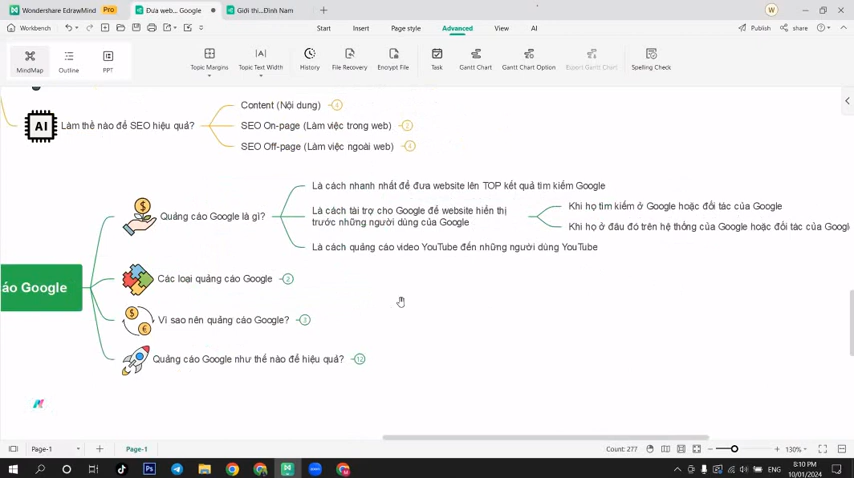 Wondershare EdrawMind Pro
Đưa web... Google
Giới thi...Đình Nam
W
Workbench
Start
Insert
Page style
Advanced
View
AI
Publish
share
MindMap
Outline
PPT
Topic Margins
Topic Text Width
History
File Recovery
Encrypt File
Task
Gantt Chart
Gantt Chart Option
Export Gantt Chart
Spelling Check
AI
Làm thế nào để SEO hiệu quả?
Content (Nội dung)
SEO On-page (Làm việc trong web)
2
SEO Off-page (Làm việc ngoài web)
4
áo Google
Quảng cáo Google là gì?
Là cách nhanh nhất để đưa website lên TOP kết quả tìm kiếm Google
Là cách tài trợ cho Google để website hiển thị
trước những người dùng của Google
Khi họ tìm kiếm ở Google hoặc đối tác của Google
Khi họ ở đâu đó trên hệ thống của Google hoặc đối tác của Googl
Là cách quảng cáo video YouTube đến những người dùng YouTube
Các loại quảng cáo Google
2
Vì sao nên quảng cáo Google?
3
Quảng cáo Google như thế nào để hiệu quả?
12
Page-1
Page-1
Count: 277
130%
ENG
8:10 PM
10/01/2024